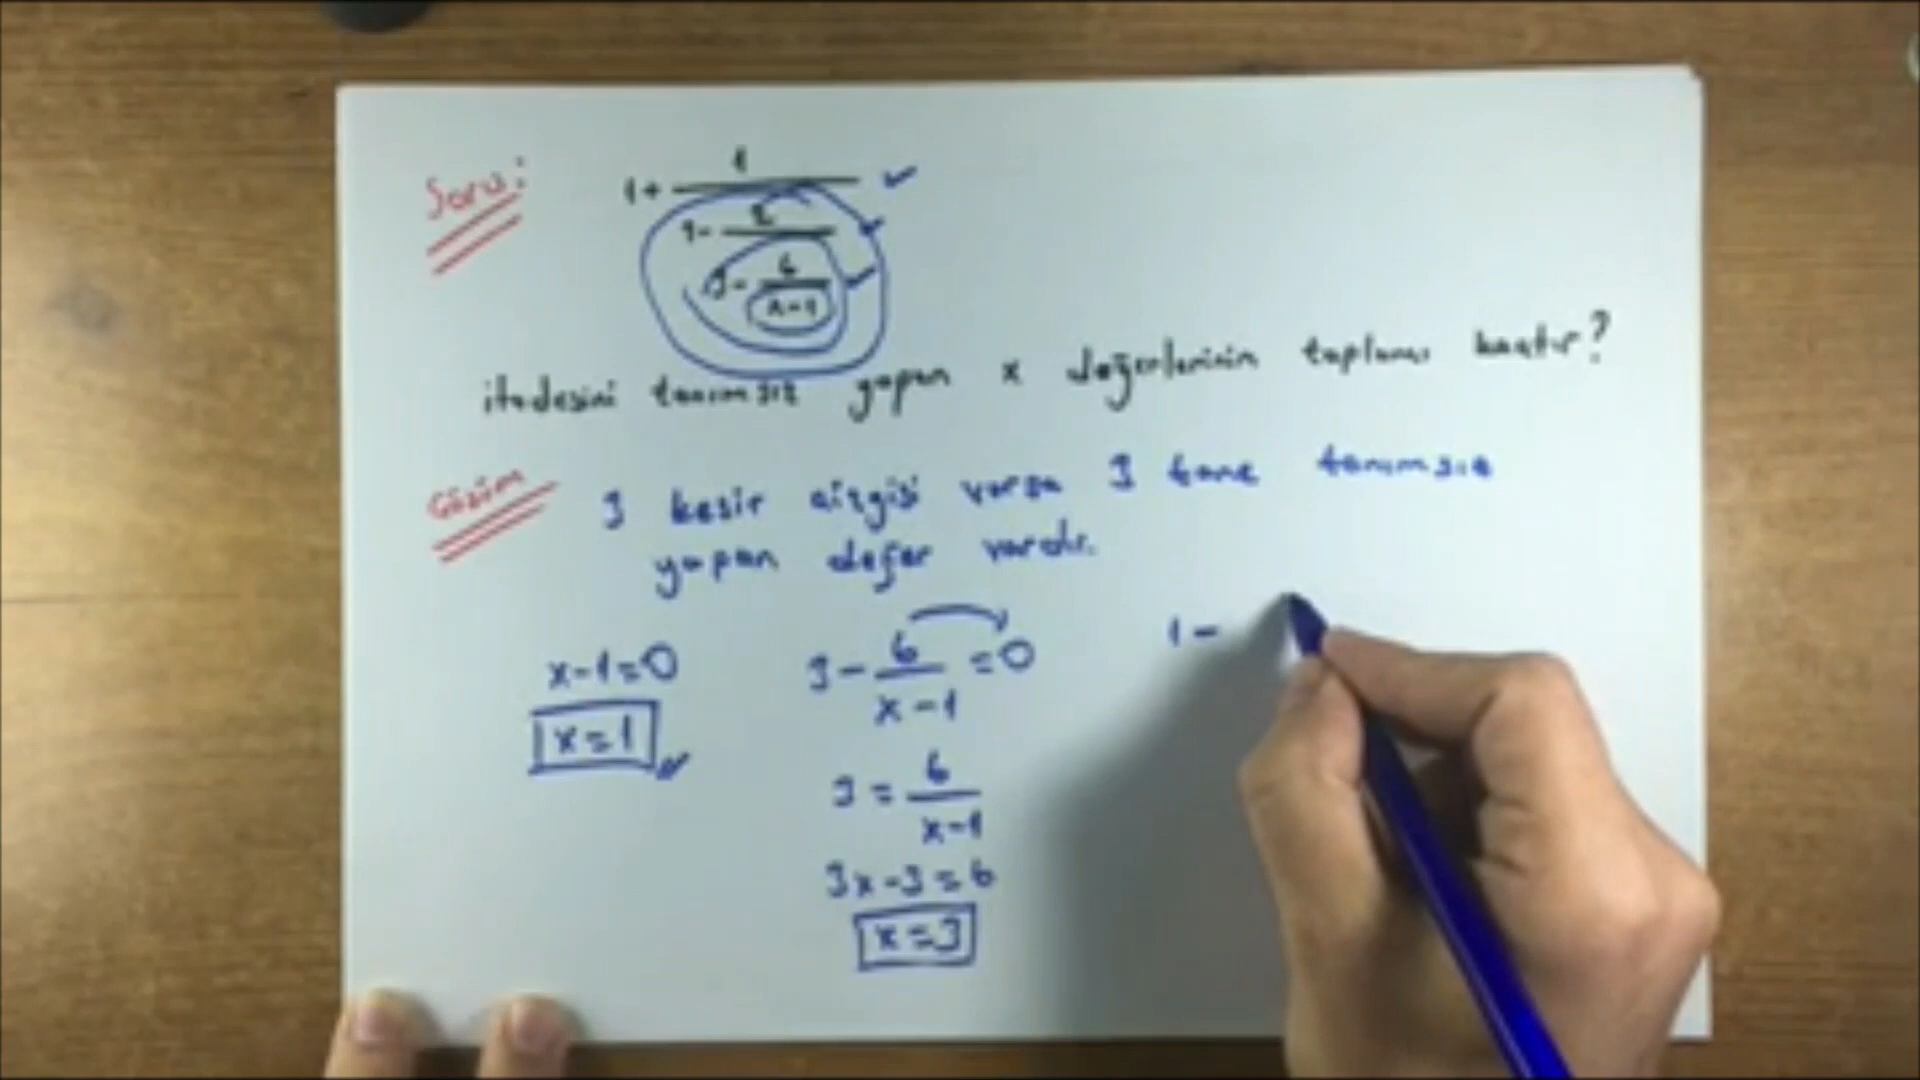 Soru:
1 + 1
1 - 2
3 - 6
x-1
ifadesini tanımsız yapan x değerlerinin toplamı kaçtır?
Çözüm
3 kesir çizgisi varsa 3 tane tanımsız
yapan değer vardır.
x-1=0
x=1
3 - 6/x-1 = 0
3 = 6/x-1
3x-3=6
x=3
1 -